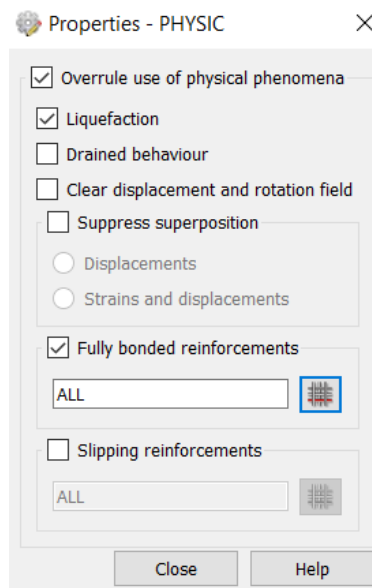 Properties - PHYSIC
Overrule use of physical phenomena
Liquefaction
Drained behaviour
Clear displacement and rotation field
Suppress superposition
Displacements
Strains and displacements
Fully bonded reinforcements
ALL
Slipping reinforcements
ALL
Close Help